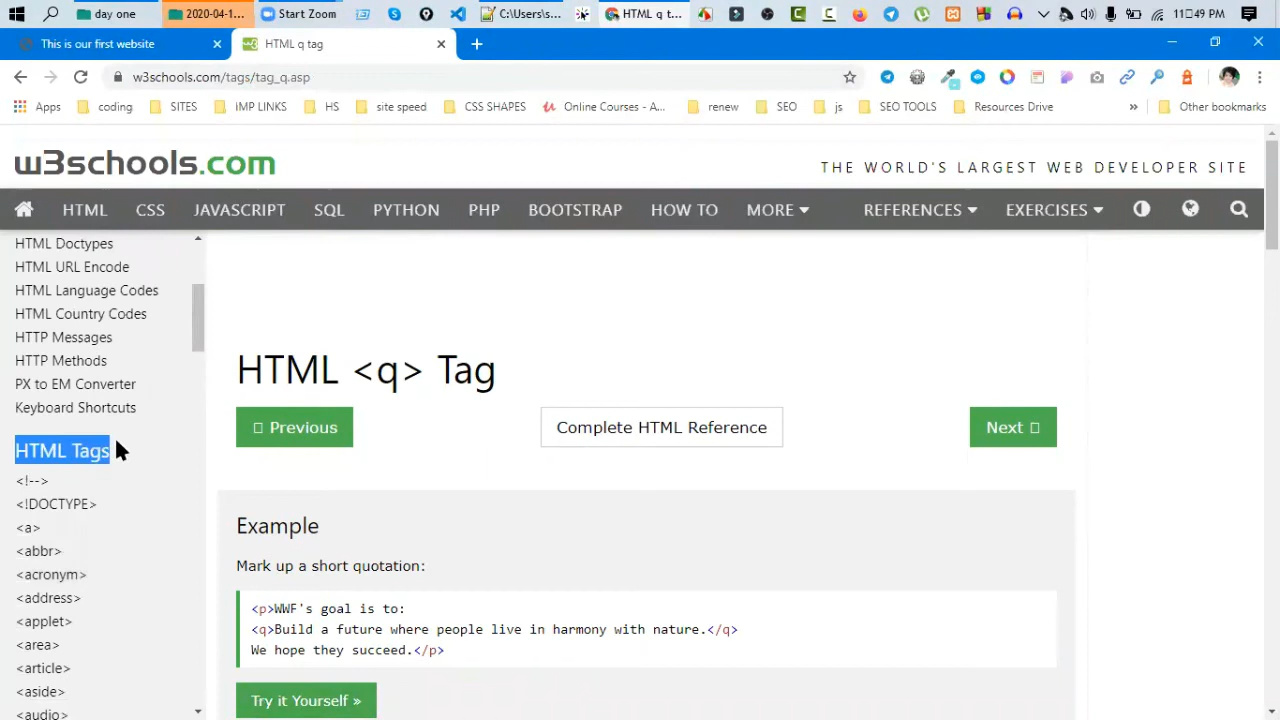 day one
2020-04-1...
Start Zoom
C:\Users\s...
HTML q t...
11:49 PM
This is our first website
HTML q tag
w3schools.com/tags/tag_q.asp
Apps
coding
SITES
IMP LINKS
HS
site speed
CSS SHAPES
Online Courses - A...
renew
SEO
js
SEO TOOLS
Resources Drive
»
Other bookmarks
w3schools.com
THE WORLD'S LARGEST WEB DEVELOPER SITE
HTML
CSS
JAVASCRIPT
SQL
PYTHON
PHP
BOOTSTRAP
HOW TO
MORE
REFERENCES
EXERCISES
HTML Doctypes
HTML URL Encode
HTML Language Codes
HTML Country Codes
HTTP Messages
HTTP Methods
PX to EM Converter
Keyboard Shortcuts
HTML Tags
<!-->
<!DOCTYPE>
<a>
<abbr>
<acronym>
<address>
<applet>
<area>
<article>
<aside>
<audio>
HTML <q> Tag
Previous
Complete HTML Reference
Next
Example
Mark up a short quotation:
<p>WWF's goal is to:
<q>Build a future where people live in harmony with nature.</q>
We hope they succeed.</p>
Try it Yourself »